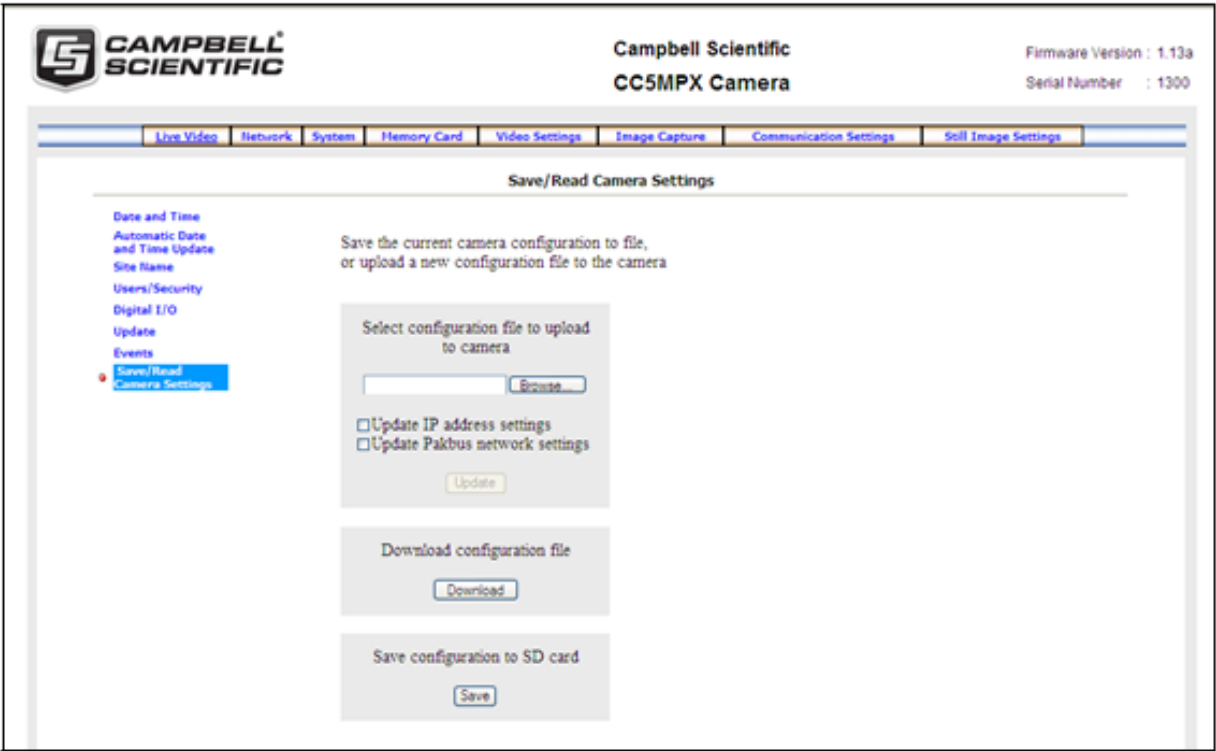 CAMPBELL
SCIENTIFIC
Campbell Scientific
CC5MPX Camera
Firmware Version : 1.13a
Serial Number : 1300
Live Video Network System Memory Card Video Settings Image Capture Communication Settings Still Image Settings
Save/Read Camera Settings
Date and Time
Automatic Date
and Time Update
Site Name
Users/Security
Digital I/O
Update
Events
Save/Read
Camera Settings
Save the current camera configuration to file,
or upload a new configuration file to the camera
Select configuration file to upload
to camera
Browse...
Update IP address settings
Update Pakbus network settings
Update
Download configuration file
Download
Save configuration to SD card
Save